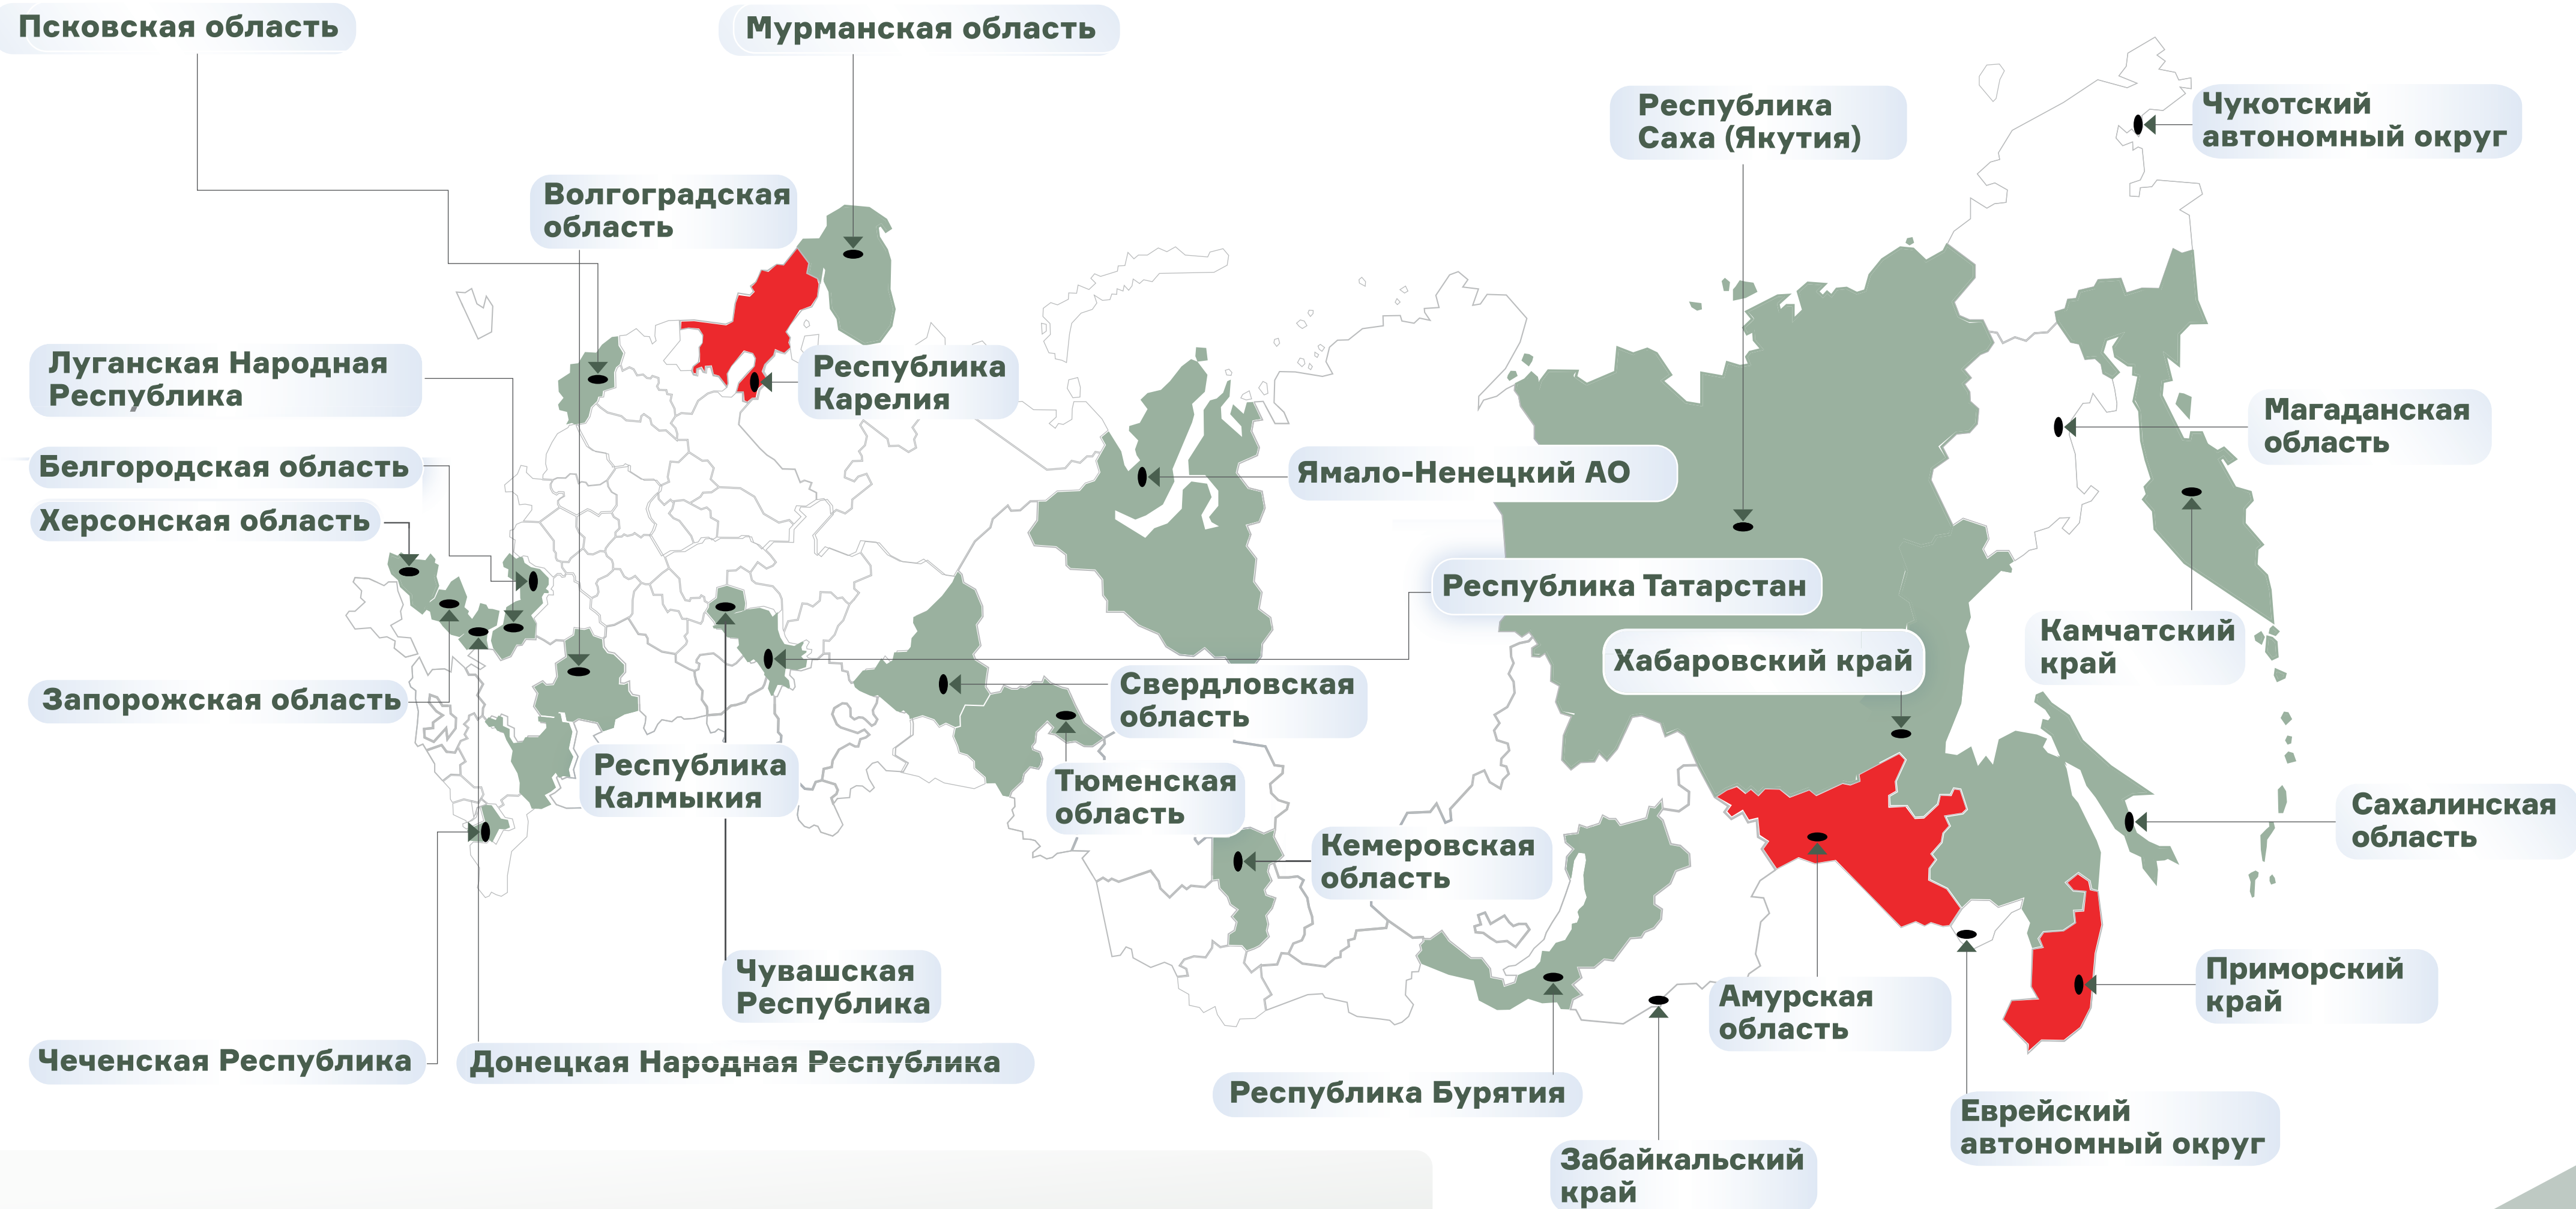 Псковская область
Мурманская область
Республика
Саха (Якутия)
Чукотский
автономный округ
Волгоградская
область
Луганская Народная
Республика
Республика
Карелия
Магаданская
область
Белгородская область
Ямало-Ненецкий АО
Херсонская область
Республика Татарстан
Камчатский
край
Хабаровский край
Запорожская область
Свердловская
область
Республика
Калмыкия
Тюменская
область
Сахалинская
область
Кемеровская
область
Чувашская
Республика
Приморский
край
Амурская
область
Чеченская Республика
Донецкая Народная Республика
Республика Бурятия
Еврейский
автономный округ
Забайкальский
край